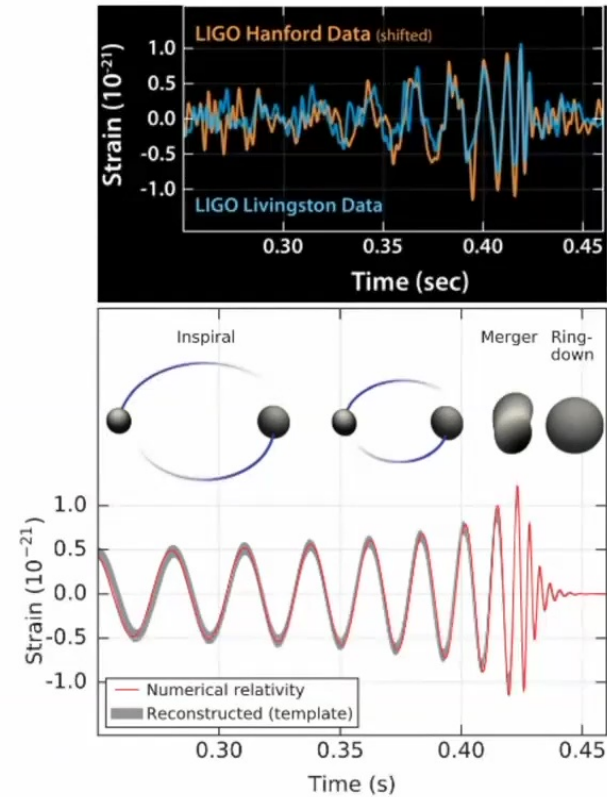 LIGO Hanford Data (shifted)
Strain (10⁻²¹)
1.0
0.5
0.0
-0.5
-1.0
LIGO Livingston Data
0.30 0.35 0.40 0.45
Time (sec)
Inspiral
Merger
Ring-
down
Strain (10⁻²¹)
1.0
0.5
0.0
-0.5
-1.0
Numerical relativity
Reconstructed (template)
0.30 0.35 0.40 0.45
Time (s)